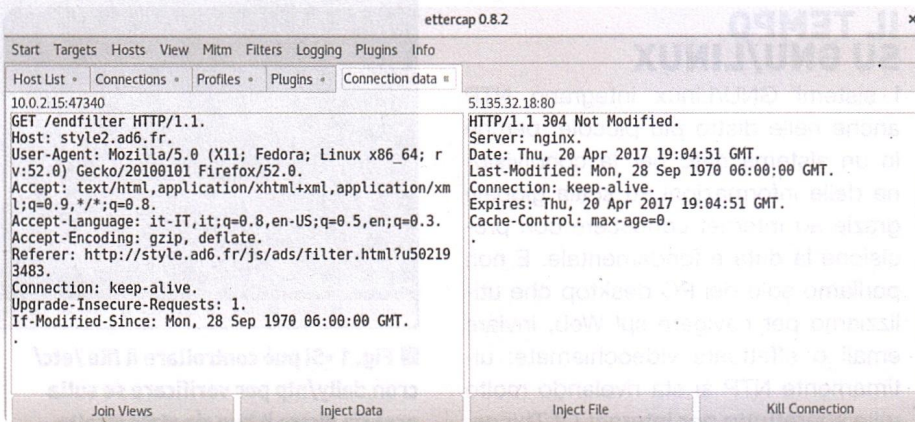 ettercap 0.8.2
Start Targets Hosts View Mitm Filters Logging Plugins Info
Host List Connections Profiles Plugins Connection data
10.0.2.15:47340
GET /endfilter HTTP/1.1.
Host: style2.ad6.fr.
User-Agent: Mozilla/5.0 (X11; Fedora; Linux x86_64; r
v:52.0) Gecko/20100101 Firefox/52.0.
Accept: text/html,application/xhtml+xml,application/xm
l;q=0.9,*/*;q=0.8.
Accept-Language: it-IT,it;q=0.8,en-US;q=0.5,en;q=0.3.
Accept-Encoding: gzip, deflate.
Referer: http://style.ad6.fr/js/ads/filter.html?u50219
3483.
Connection: keep-alive.
Upgrade-Insecure-Requests: 1.
If-Modified-Since: Mon, 28 Sep 1970 06:00:00 GMT.
.
5.135.32.18:80
HTTP/1.1 304 Not Modified.
Server: nginx.
Date: Thu, 20 Apr 2017 19:04:51 GMT.
Last-Modified: Mon, 28 Sep 1970 06:00:00 GMT.
Connection: keep-alive.
Expires: Thu, 20 Apr 2017 19:04:51 GMT.
Cache-Control: max-age=0.
.
Join Views Inject Data Inject File Kill Connection